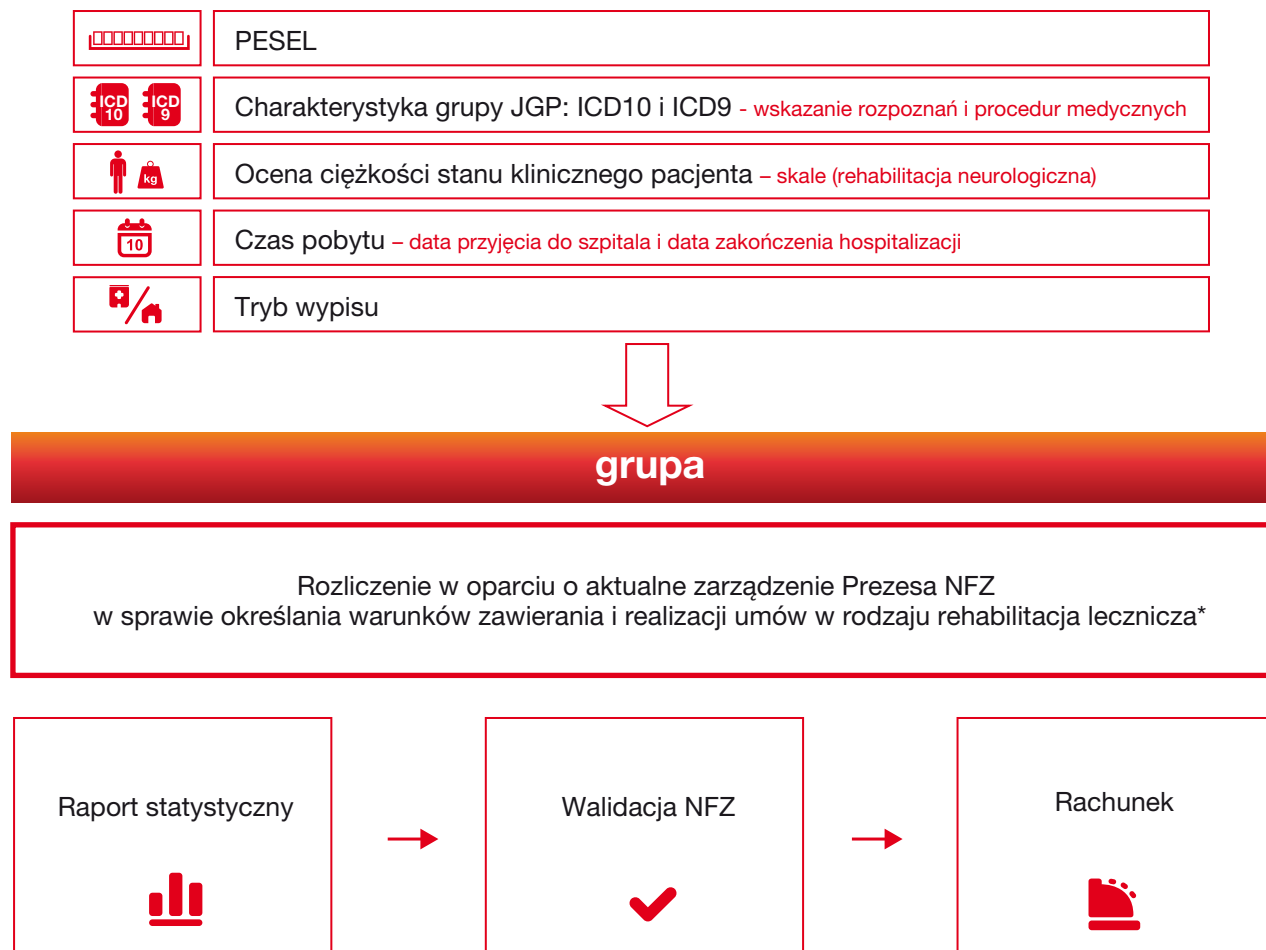 PESEL
ICD
10
ICD
9
Charakterystyka grupy JGP: ICD10 i ICD9 - wskazanie rozpoznań i procedur medycznych
kg
Ocena ciężkości stanu klinicznego pacjenta – skale (rehabilitacja neurologiczna)
10
Czas pobytu – data przyjęcia do szpitala i data zakończenia hospitalizacji
Tryb wypisu
grupa
Rozliczenie w oparciu o aktualne zarządzenie Prezesa NFZ
w sprawie określania warunków zawierania i realizacji umów w rodzaju rehabilitacja lecznicza*
Raport statystyczny
Walidacja NFZ
Rachunek